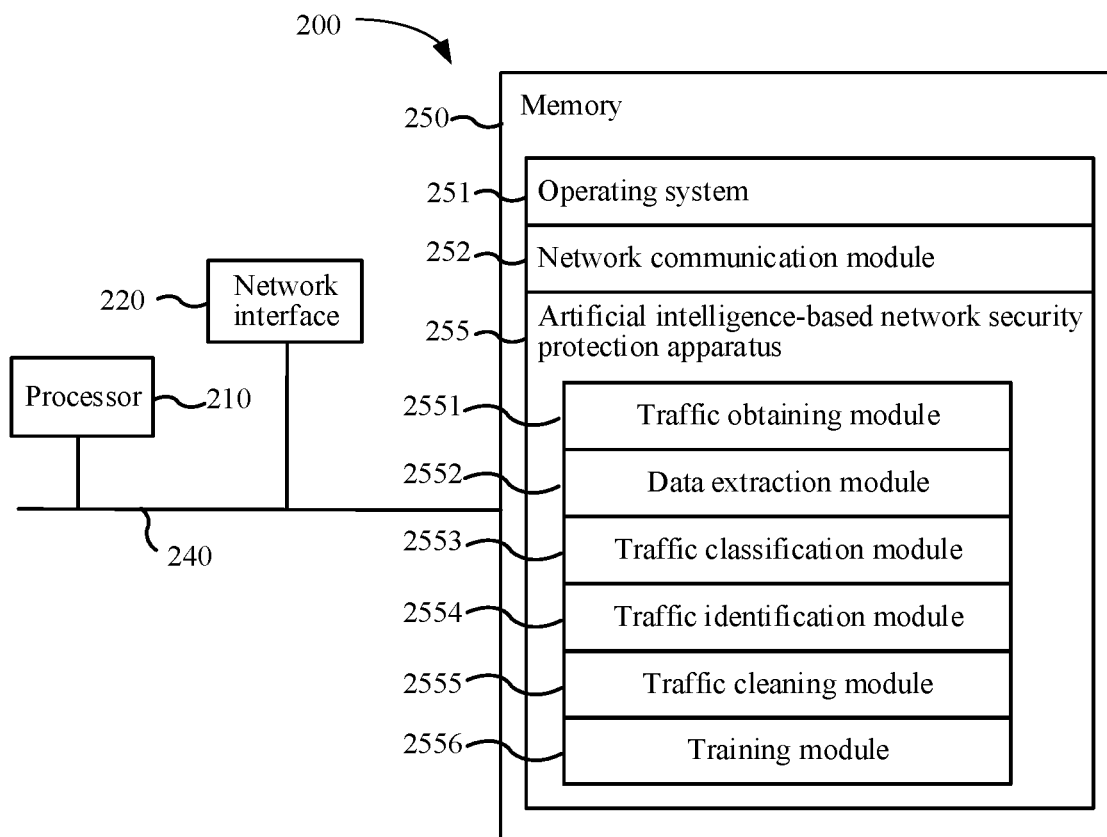 200
250
Memory
251
Operating system
252
Network communication module
220
Network
interface
255
Artificial intelligence-based network security
protection apparatus
Processor
210
2551
Traffic obtaining module
2552
Data extraction module
240
2553
Traffic classification module
2554
Traffic identification module
2555
Traffic cleaning module
2556
Training module